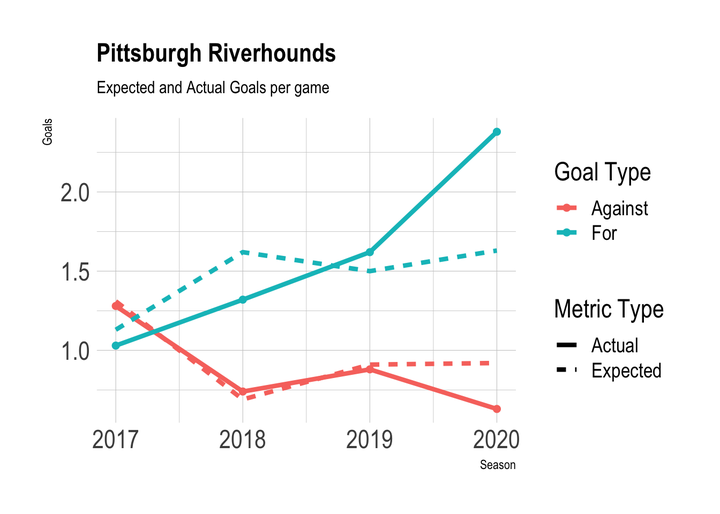 Pittsburgh Riverhounds
Expected and Actual Goals per game
Goals
2.0
1.5
1.0
2017 2018 2019 2020
Season
Goal Type
Against
For
Metric Type
Actual
Expected